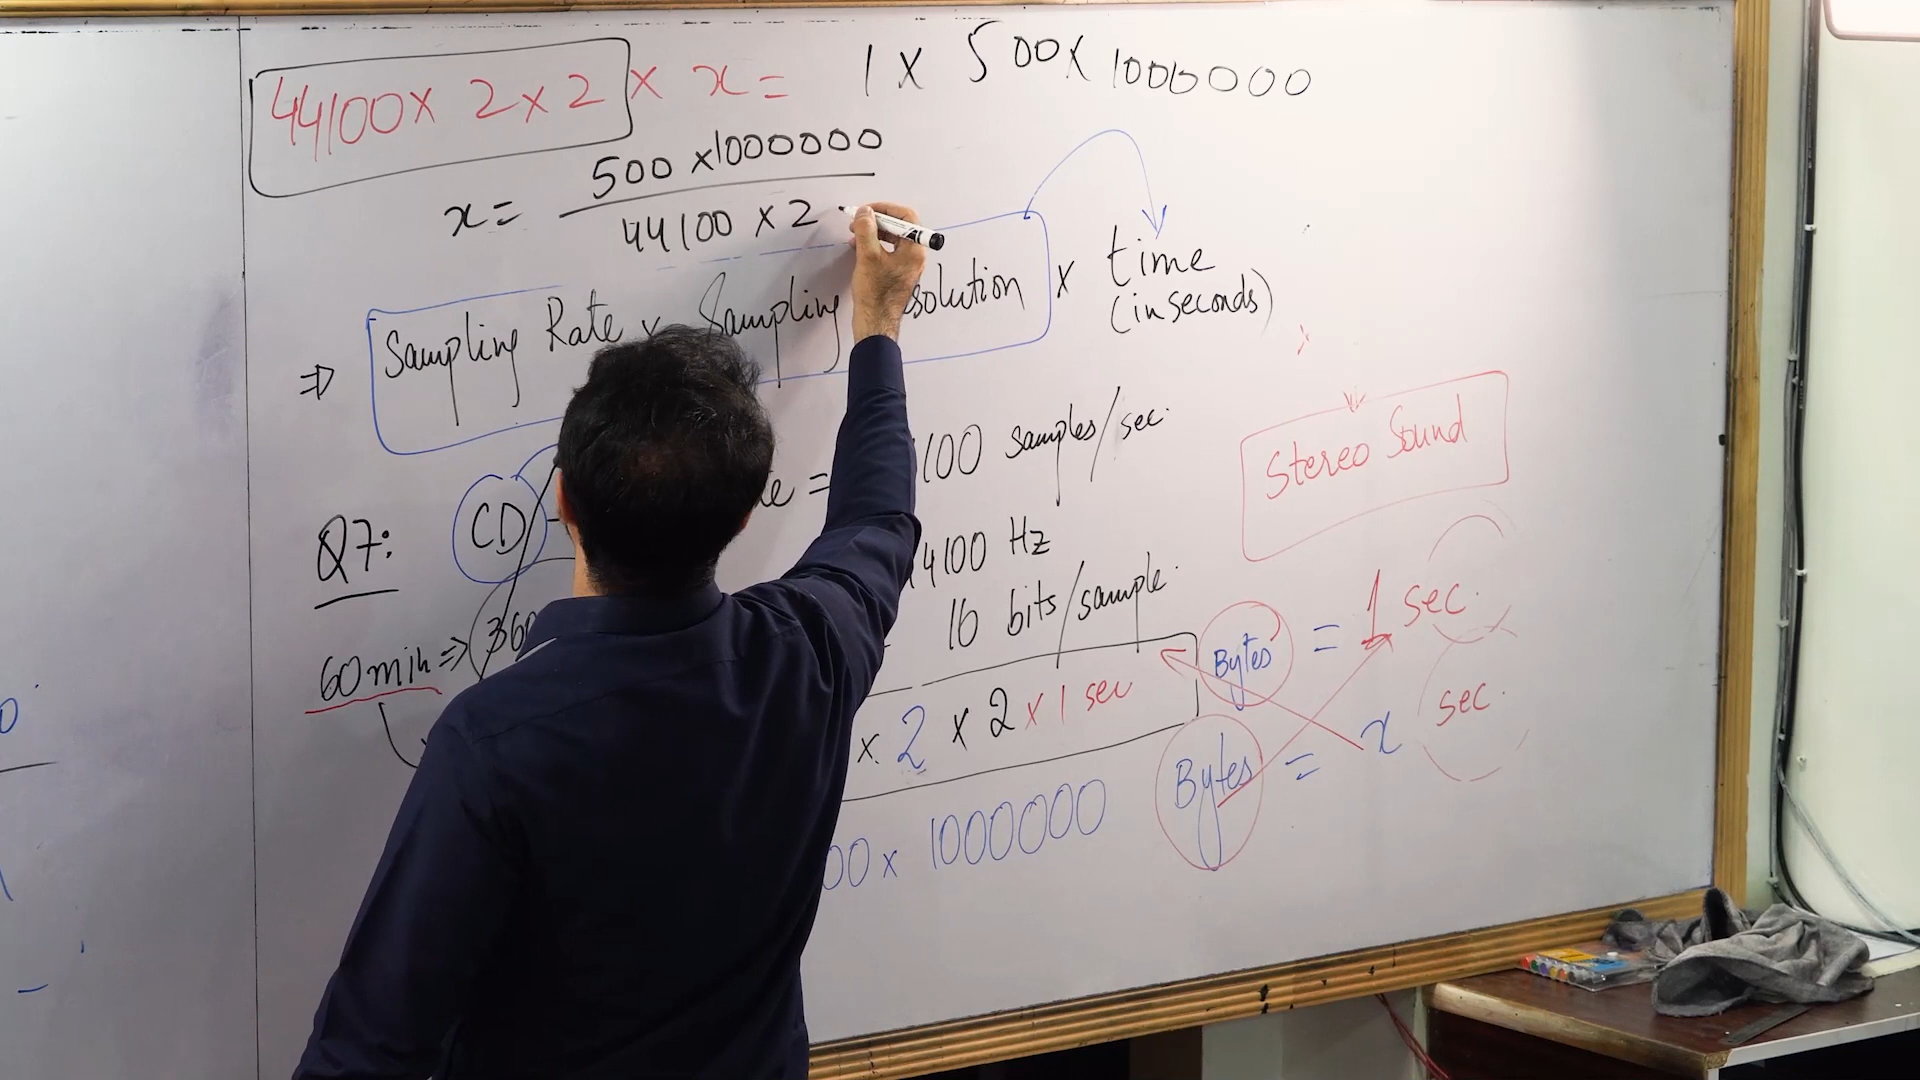 44100 x 2 x 2 x x = 1 x 500 x 1000000
x = 500 x 1000000
44100 x 2
⇒ Sampling Rate x Sampling solution x time
(in seconds)
100 samples/sec.
Stereo Sound
Q7: CD
4100 Hz
16 bits/sample.
60 min ⇒ 360
x 2 x 2 x 1 sec Bytes = 1 sec.
00 x 1000000 Bytes = x sec.